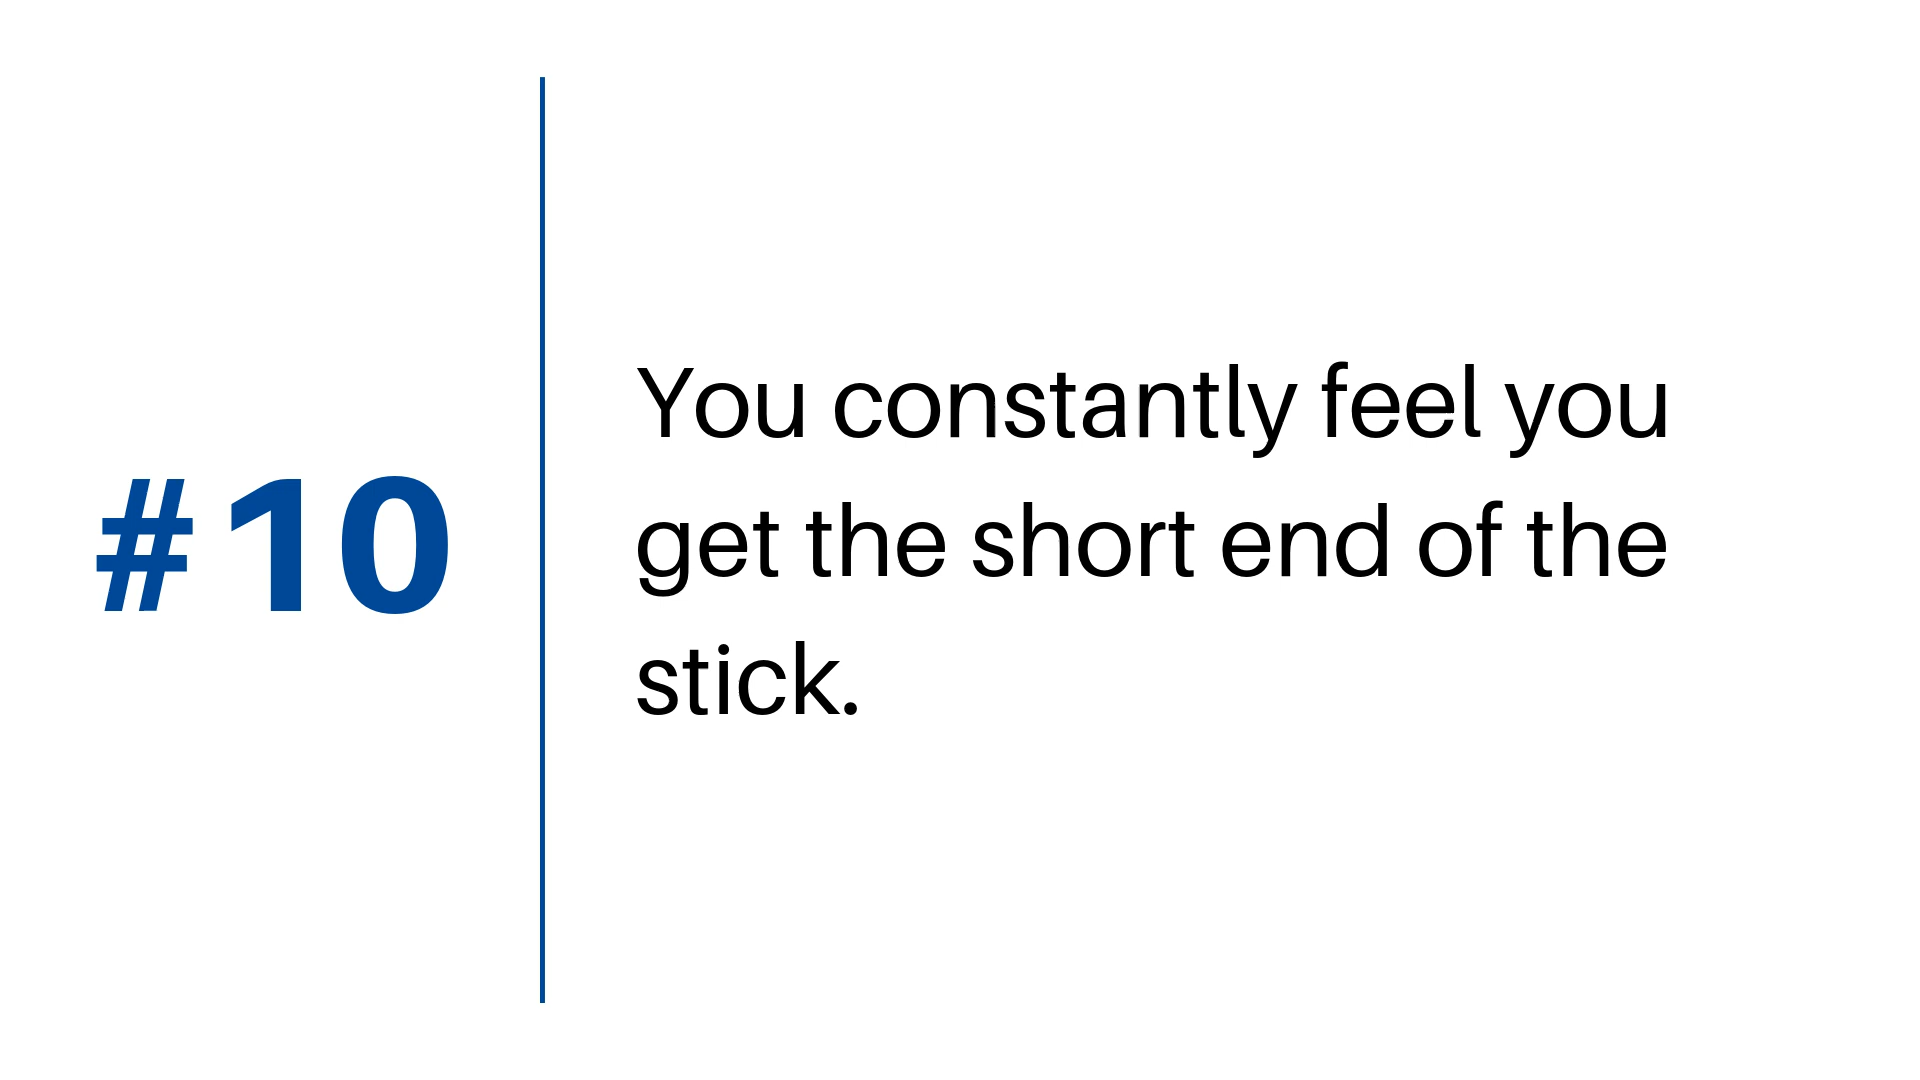 #10
You constantly feel you
get the short end of the
stick.